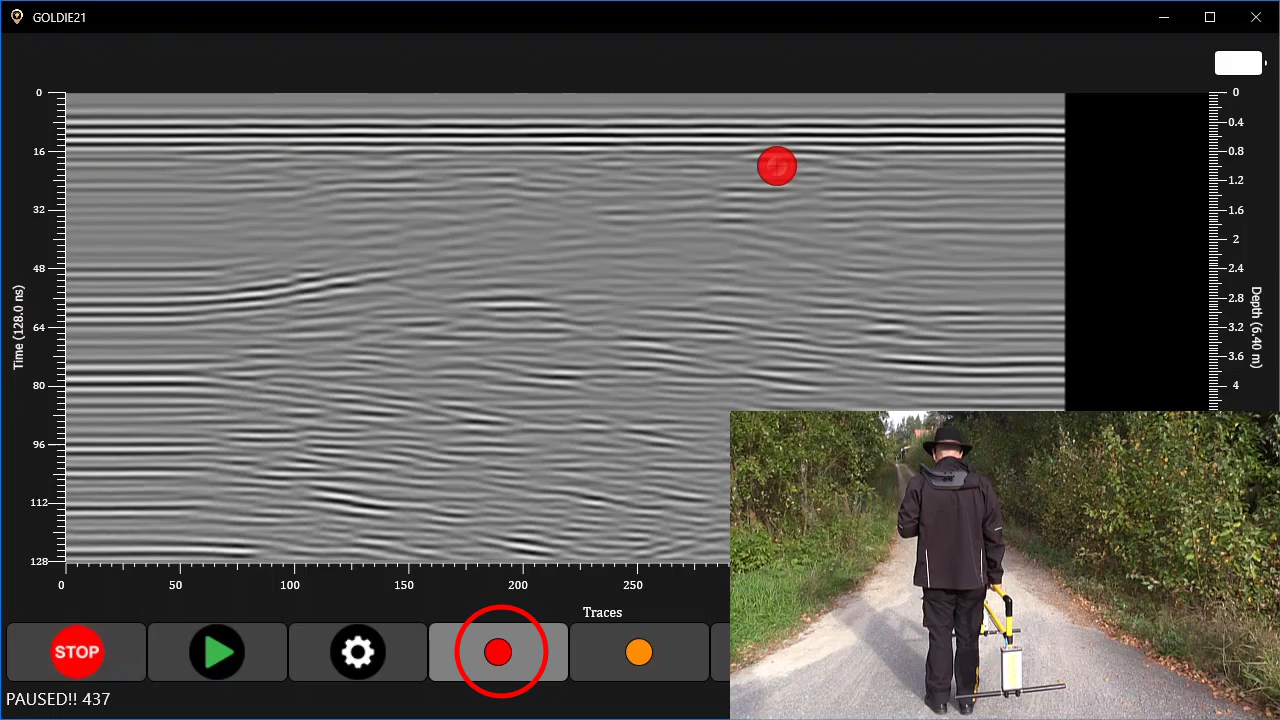 GOLDIE21
0
16
32
48
64
80
96
112
128
Time (128.0 ns)
0
0.4
0.8
1.2
1.6
2
2.4
2.8
3.2
3.6
4
Depth (6.40 m)
0 50 100 150 200 250
Traces
STOP
PAUSED!! 437